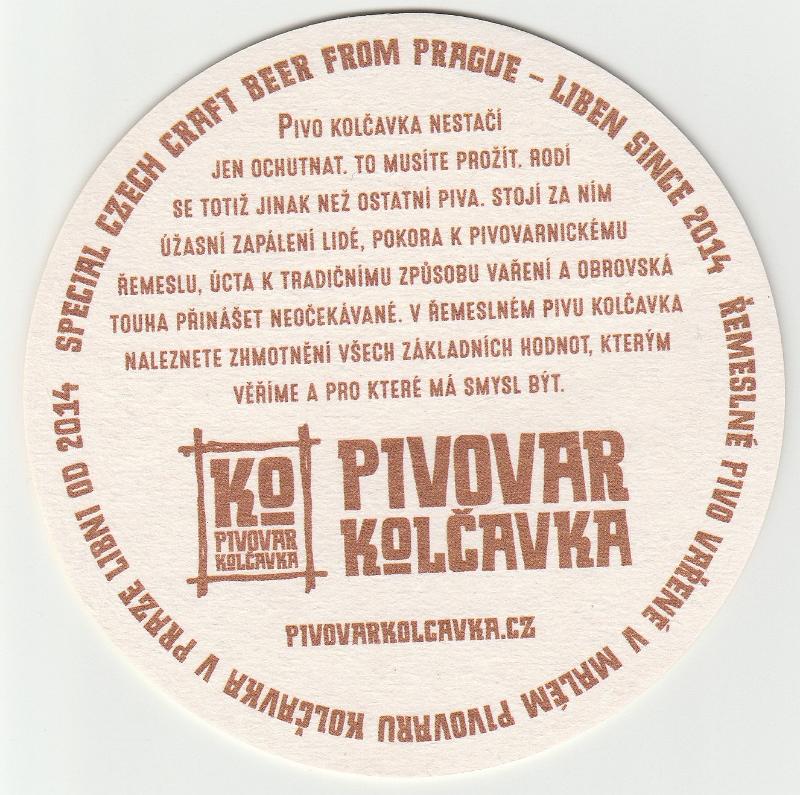 SPECIAL CZECH CRAFT BEER FROM PRAGUE - LIBEN SINCE 2014
ŘEMESLNÉ PIVO VAŘENÉ V MALÉM PIVOVARU KOLČAVKA V PRAZE LIBNI OD 2014
PIVO KOLČAVKA NESTAČÍ
JEN OCHUTNAT. TO MUSÍTE PROŽÍT. RODÍ
SE TOTIŽ JINAK NEŽ OSTATNÍ PIVA. STOJÍ ZA NÍM
ÚŽASNÍ ZAPÁLENÍ LIDÉ, POKORA K PIVOVARNICKÉMU
ŘEMESLU, ÚCTA K TRADIČNÍMU ZPŮSOBU VAŘENÍ A OBROVSKÁ
TOUHA PŘINÁŠET NEOČEKÁVANÉ. V ŘEMESLNÉM PIVU KOLČAVKA
NALEZNETE ZHMOTNĚNÍ VŠECH ZÁKLADNÍCH HODNOT, KTERÝM
VĚŘÍME A PRO KTERÉ MÁ SMYSL BÝT.
KO
PIVOVAR
KOLČAVKA
PIVOVAR
KOLČAVKA
PIVOVARKOLCAVKA.CZ